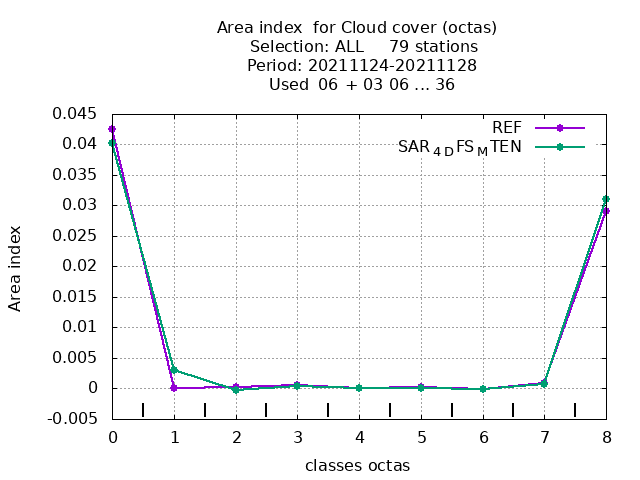 Area index  for Cloud cover (octas)
Selection: ALL     79 stations
Period: 20211124-20211128
Used  06 + 03 06 ... 36
REF
SAR4DFSMTEN
0.045
0.04
0.035
0.03
0.025
0.02
0.015
0.01
0.005
0
-0.005
Area index
0 1 2 3 4 5 6 7 8
classes octas